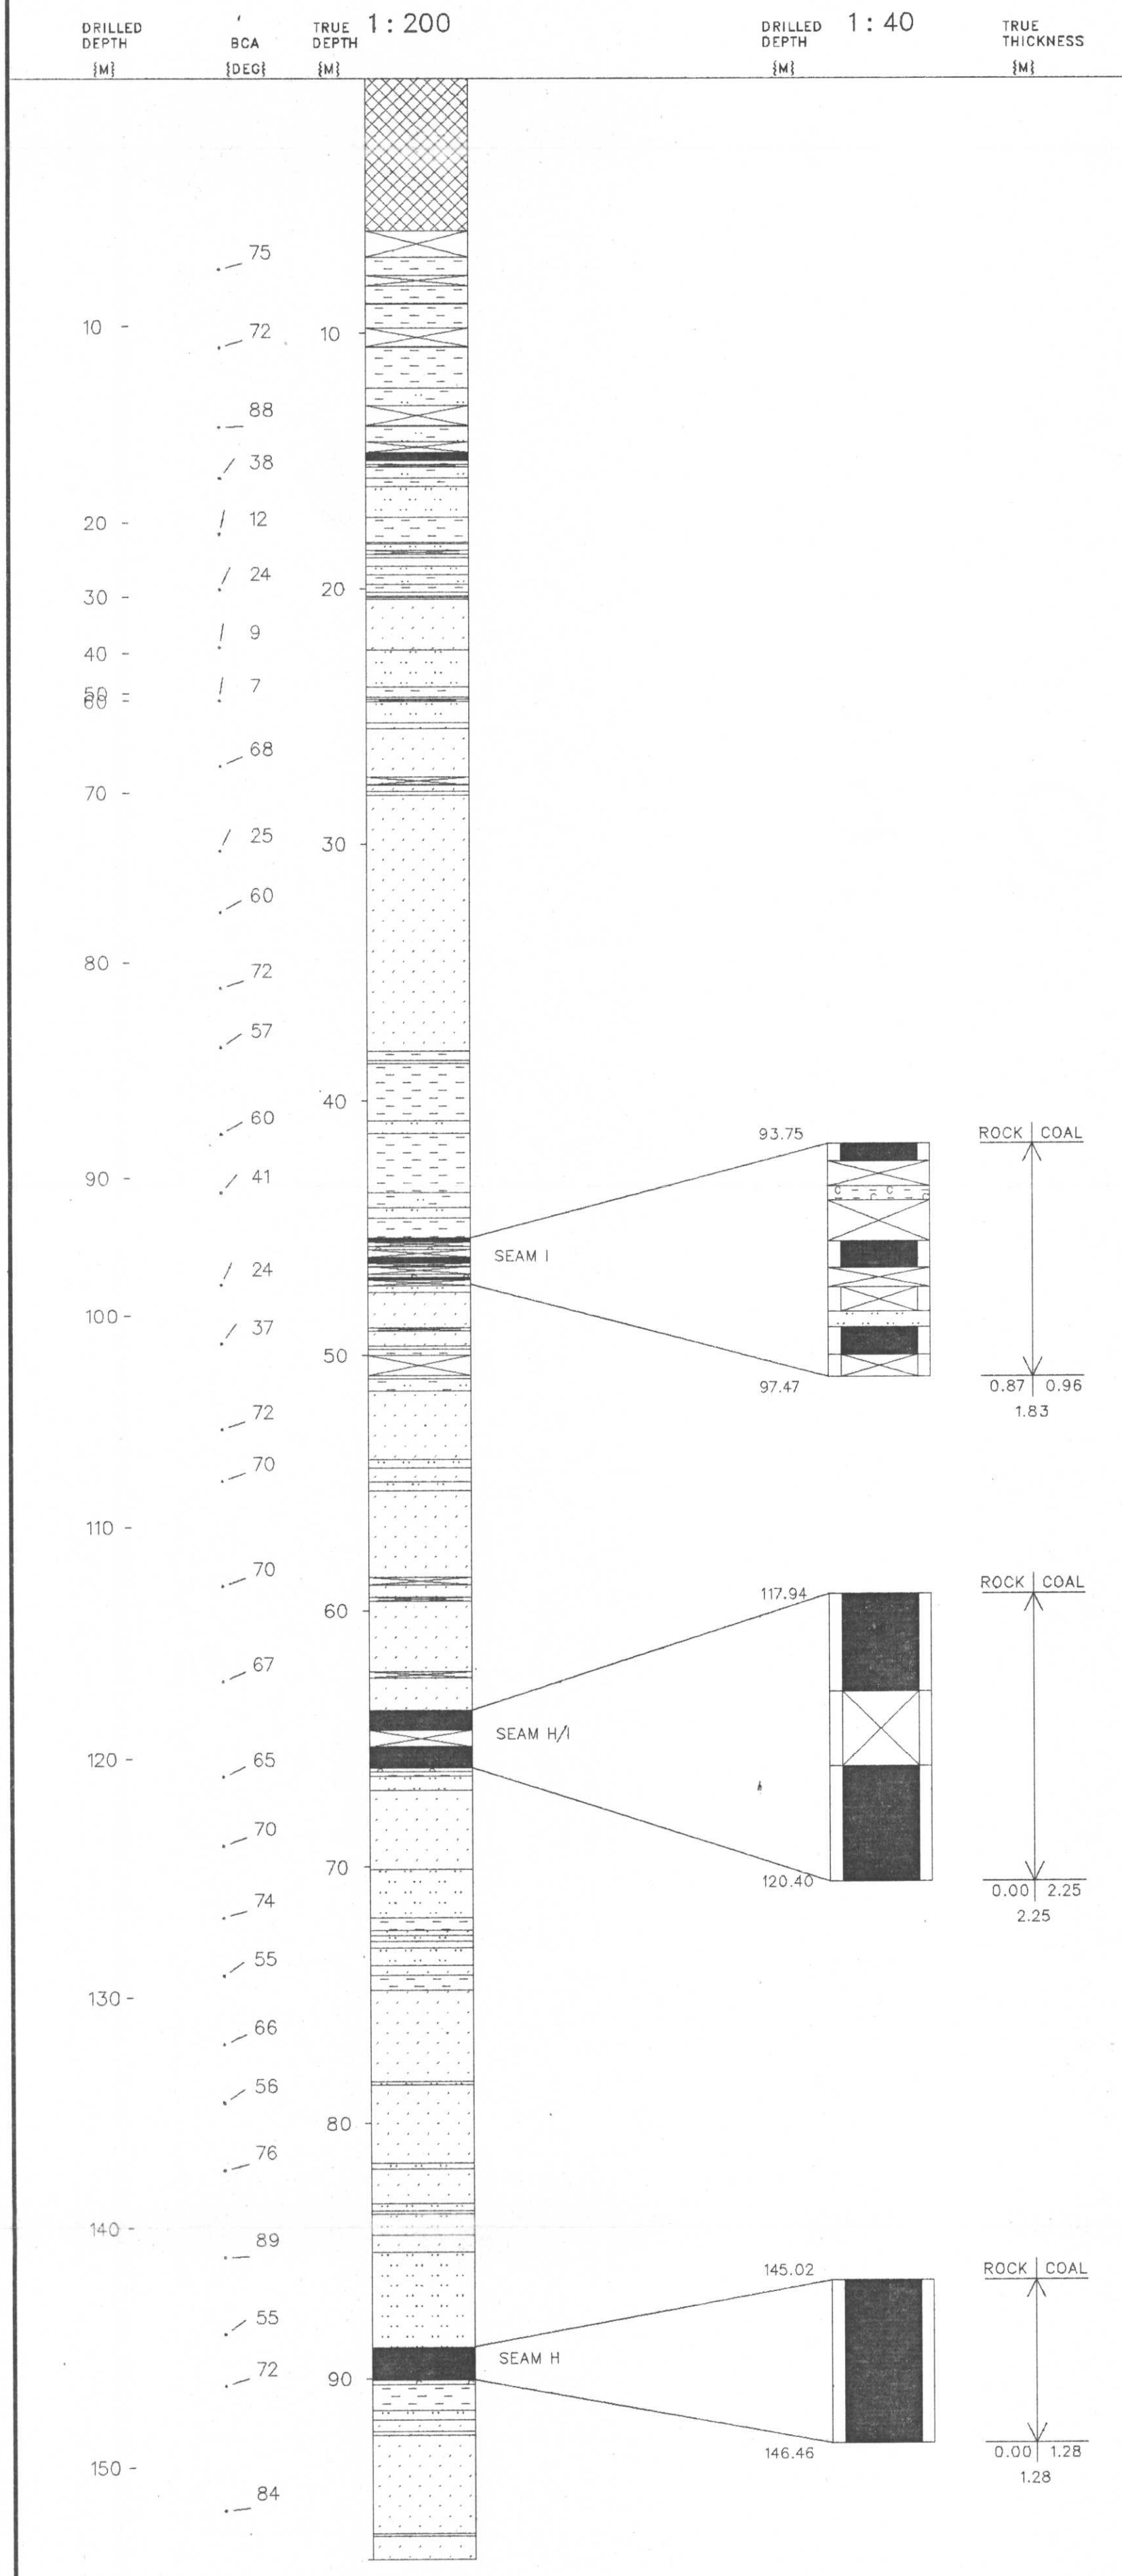 DRILLED DEPTH {M} BCA {DEG} TRUE DEPTH {M} 1:200 DRILLED DEPTH {M} 1:40 TRUE THICKNESS {M}
75
10 - 72 10
88
38
20 - 12
24 20
30 -
9
40 -
7
50 -
60 -
68
70 -
25 30
60
80 - 72
57
40
60 93.75 ROCK COAL
90 - 41
SEAM I
24
100 - 37
50
97.47 0.87 0.96
1.83
72
70
110 -
70 117.94 ROCK COAL
60
67
SEAM H/I
120 - 65
70
70 120.40 0.00 2.25
74 2.25
55
130 -
66
56
80
76
140 - 89
145.02 ROCK COAL
55
SEAM H
72 90
146.46 0.00 1.28
150 - 1.28
84